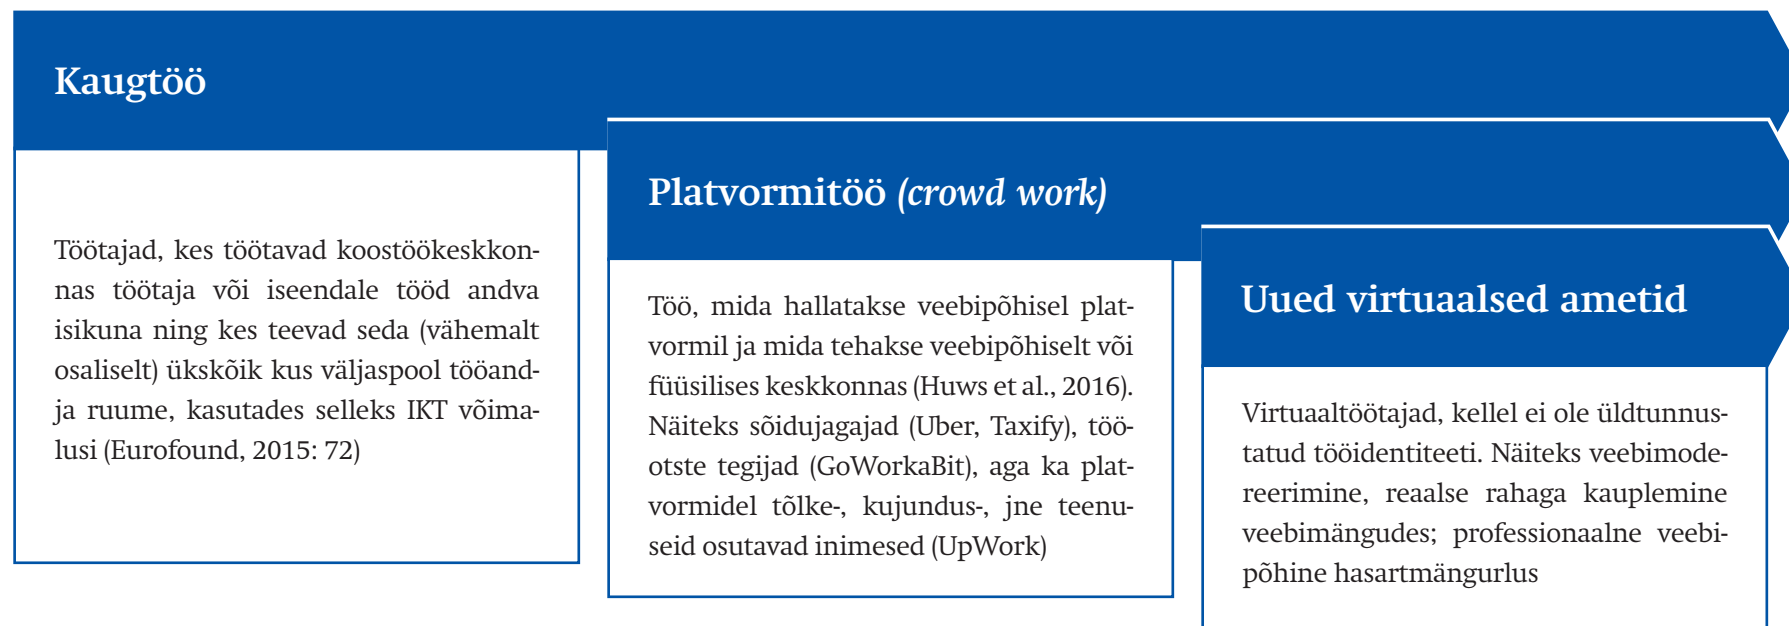 Kaugtöö
Töötajad, kes töötavad koostöökeskkon-
nas töötaja või iseendale tööd andva
isikuna ning kes teevad seda (vähemalt
osaliselt) ükskõik kus väljaspool tööand-
ja ruume, kasutades selleks IKT võima-
lusi (Eurofound, 2015: 72)
Platvormitöö (crowd work)
Töö, mida hallatakse veebipõhisel plat-
vormil ja mida tehakse veebipõhiselt või
füüsilises keskkonnas (Huws et al., 2016).
Näiteks sõidujagajad (Uber, Taxify), töö-
otste tegijad (GoWorkaBit), aga ka plat-
vormidel tõlke-, kujundus-, jne teenu-
seid osutavad inimesed (UpWork)
Uued virtuaalsed ametid
Virtuaaltöötajad, kellel ei ole üldtunnus-
tatud tööidentiteeti. Näiteks veebimode-
reerimine, reaalse rahaga kauplemine
veebimängudes; professionaalne veebi-
põhine hasartmängurlus